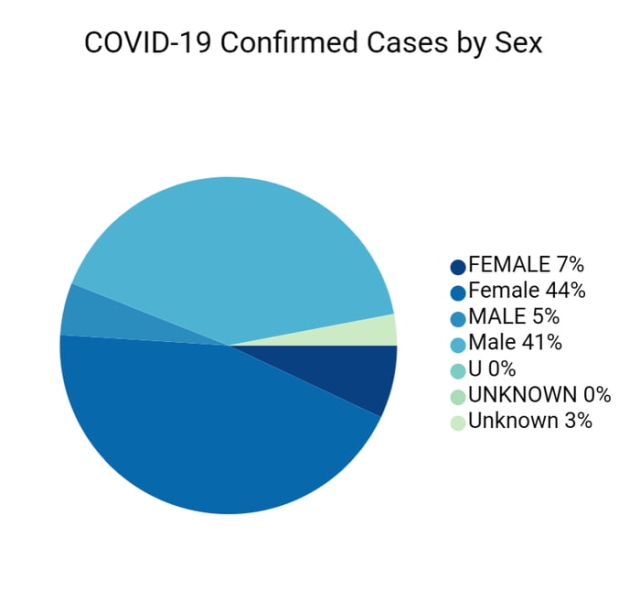 COVID-19 Confirmed Cases by Sex
FEMALE 7%
Female 44%
MALE 5%
Male 41%
U 0%
UNKNOWN 0%
Unknown 3%